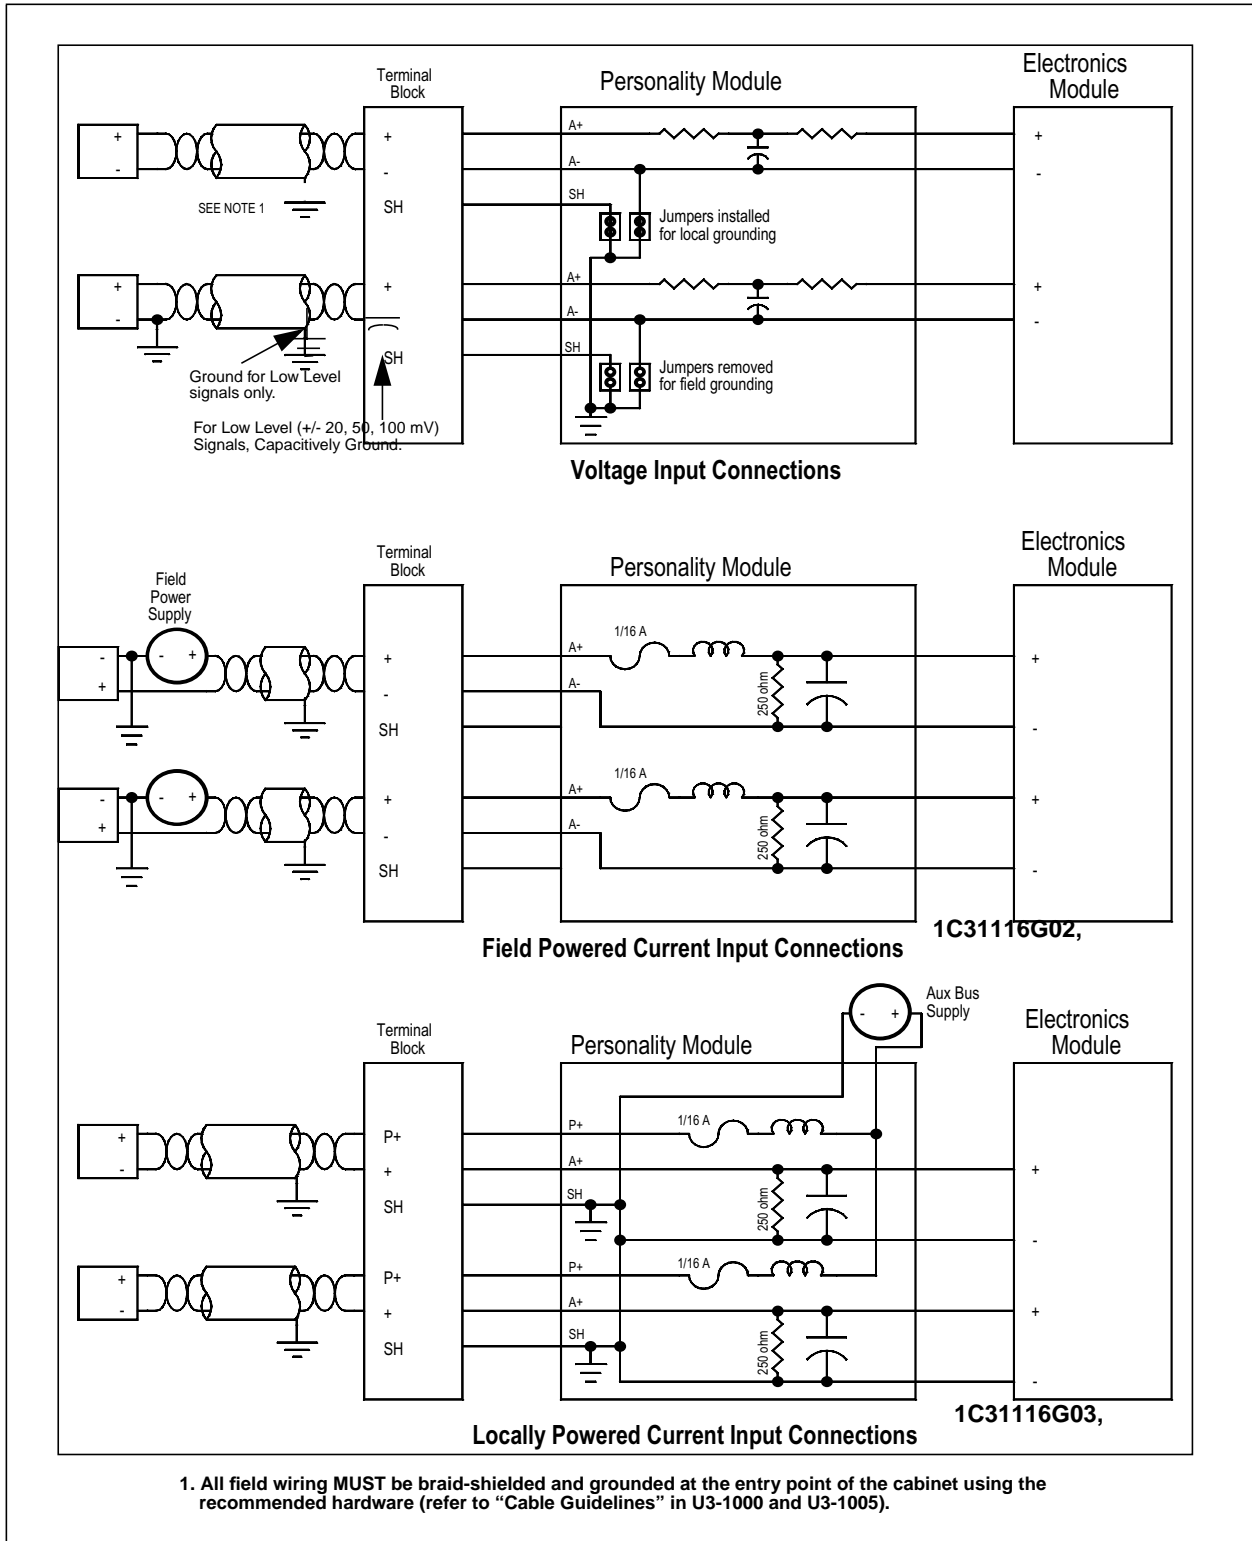 Terminal
Block
Personality Module
Electronics
Module
+
-
SEE NOTE 1
+
-
SH
A+
A-
SH
Jumpers installed
for local grounding
+
-
+
-
Ground for Low Level
signals only.
For Low Level (+/- 20, 50, 100 mV)
Signals, Capacitively Ground.
+
SH
A+
A-
SH
Jumpers removed
for field grounding
+
-
Voltage Input Connections
Field
Power
Supply
Terminal
Block
Personality Module
Electronics
Module
-
+
- +
+
-
SH
A+
A-
1/16 A
250 ohm
+
-
-
+
- +
+
-
SH
A+
A-
1/16 A
250 ohm
+
-
1C31116G02,
Field Powered Current Input Connections
Terminal
Block
Personality Module
- +
Aux Bus
Supply
Electronics
Module
+
-
P+
+
SH
P+
A+
SH
1/16 A
250 ohm
+
-
+
-
P+
+
SH
P+
A+
SH
1/16 A
250 ohm
+
-
1C31116G03,
Locally Powered Current Input Connections
1. All field wiring MUST be braid-shielded and grounded at the entry point of the cabinet using the
recommended hardware (refer to “Cable Guidelines” in U3-1000 and U3-1005).